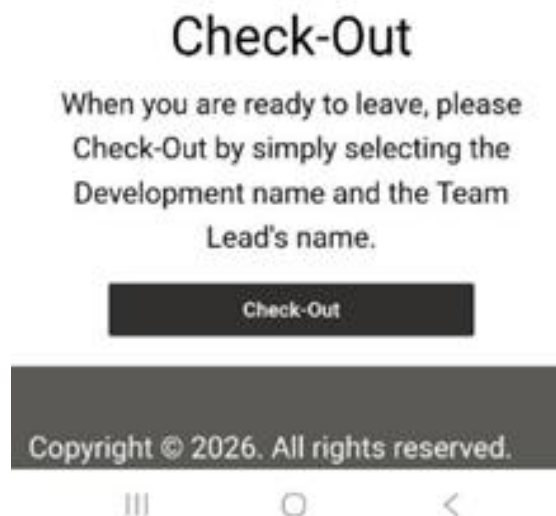 Check-Out
When you are ready to leave, please
Check-Out by simply selecting the
Development name and the Team
Lead's name.
Check-Out
Copyright © 2026. All rights reserved.